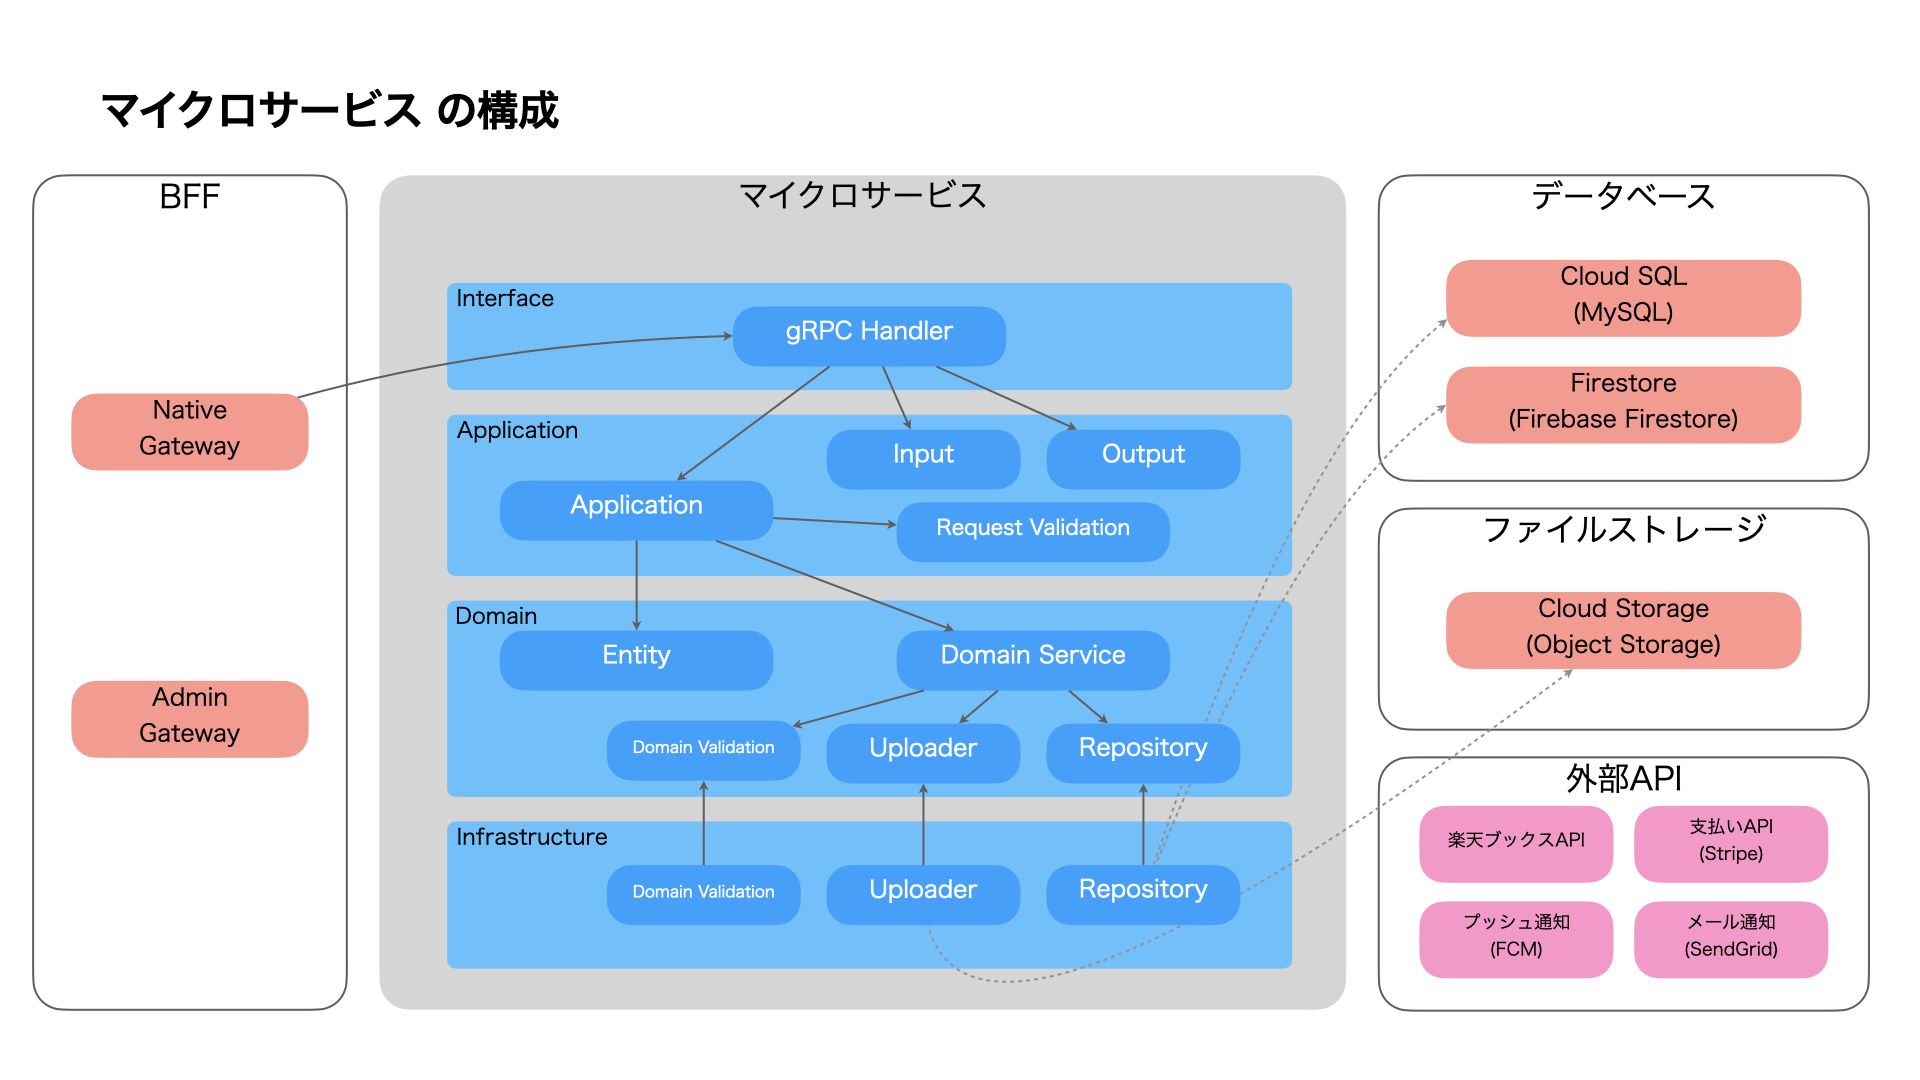 マイクロサービス の構成
BFF
Native
Gateway
Admin
Gateway
マイクロサービス
Interface
gRPC Handler
Application
Input
Output
Application
Request Validation
Domain
Entity
Domain Service
Domain Validation
Uploader
Repository
Infrastructure
Domain Validation
Uploader
Repository
データベース
Cloud SQL
(MySQL)
Firestore
(Firebase Firestore)
ファイルストレージ
Cloud Storage
(Object Storage)
外部API
楽天ブックスAPI
支払いAPI
(Stripe)
プッシュ通知
(FCM)
メール通知
(SendGrid)